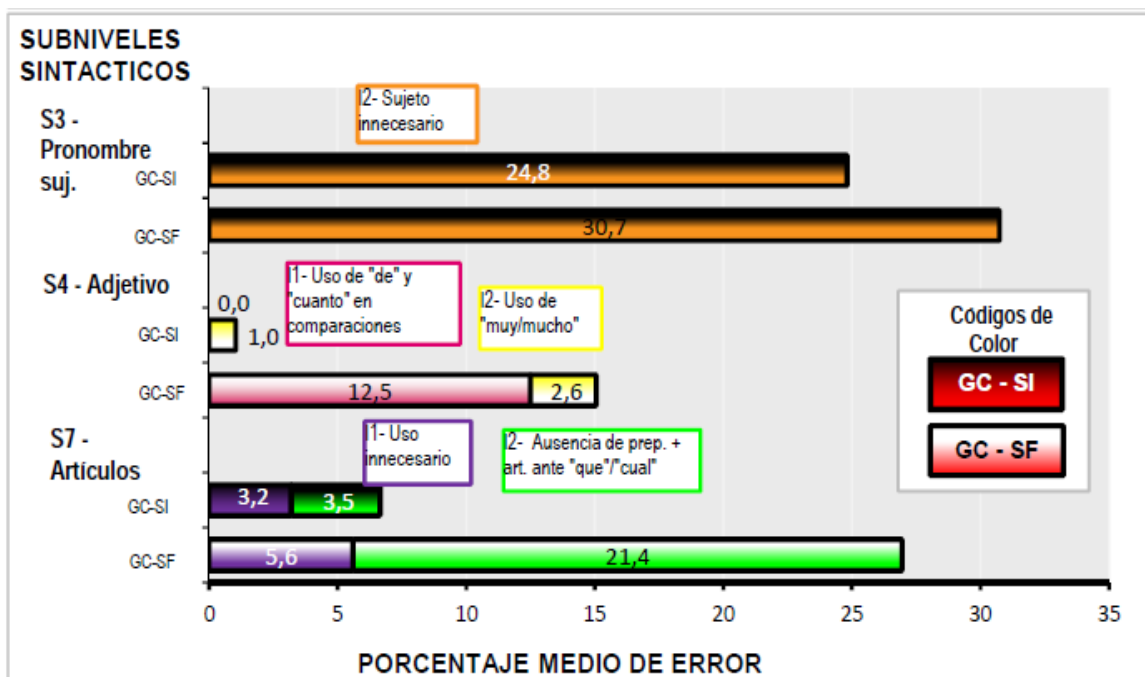 SUBNIVELES
SINTACTICOS
S3 -
Pronombre
suj.
I2- Sujeto
innecesario
GC-SI
24,8
GC-SF
30,7
S4 - Adjetivo
I1- Uso de "de" y
"cuanto" en
comparaciones
I2- Uso de
"muy/mucho"
0,0
GC-SI
1,0
GC-SF
12,5
2,6
S7 -
Artículos
I1- Uso
innecesario
I2- Ausencia de prep. +
art. ante "que"/"cual"
GC-SI
3,2
3,5
GC-SF
5,6
21,4
Códigos de
Color
GC - SI
GC - SF
0 5 10 15 20 25 30 35
PORCENTAJE MEDIO DE ERROR